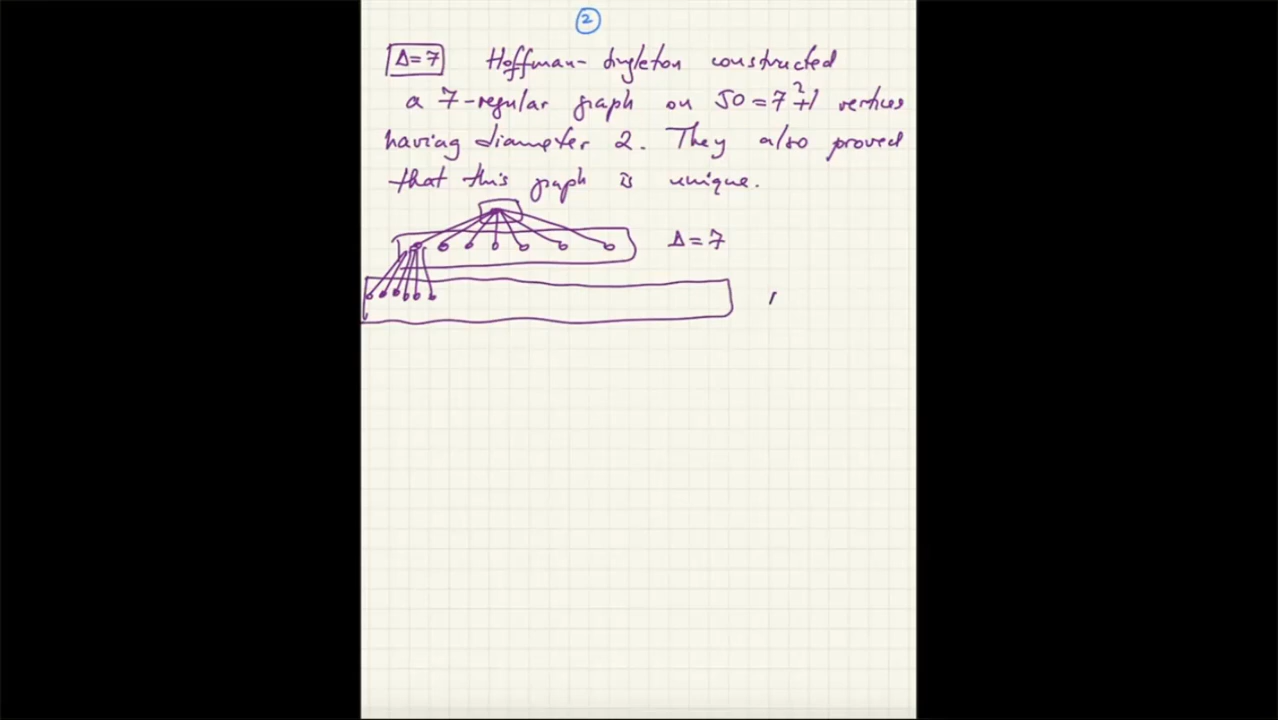 2
Δ=7 Hoffman-Singleton constructed
a 7-regular graph on 50=7²+1 vertices
having diameter 2. They also proved
that this graph is unique.
Δ=7